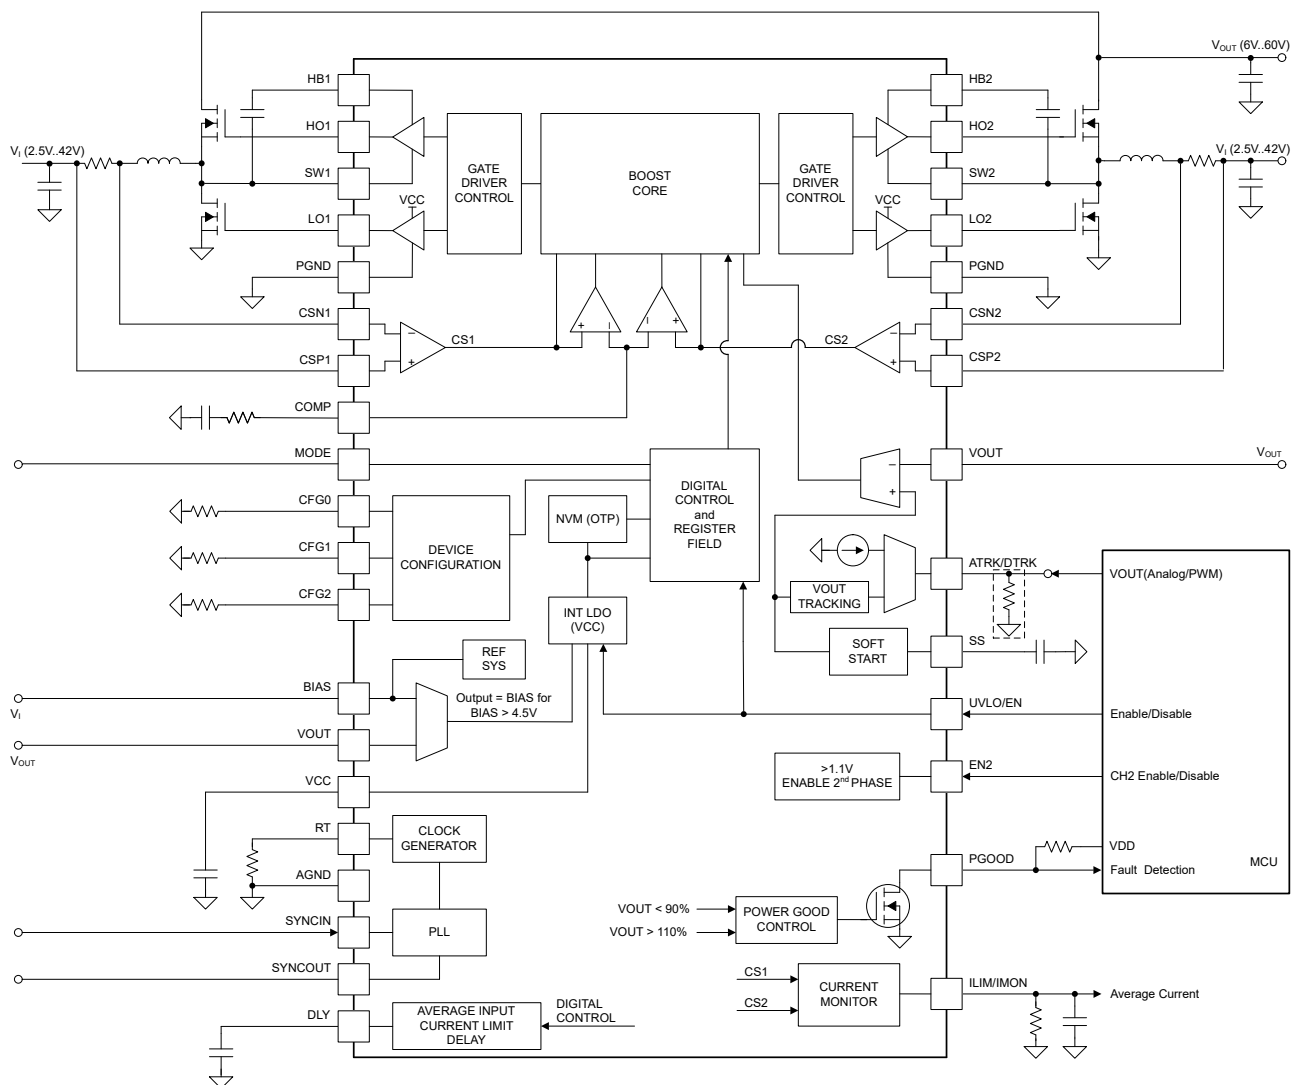 VOUT (6V..60V)
HB1
HB2
HO1
HO2
VI (2.5V..42V)
VI (2.5V..42V)
GATE
DRIVER
CONTROL
BOOST
CORE
GATE
DRIVER
CONTROL
SW1
SW2
VCC
VCC
LO1
LO2
PGND
PGND
CSN1
CSN2
− + + − − + − +
CS1
CS2
CSP1
CSP2
COMP
MODE
VOUT
VOUT
−
+
DIGITAL
CONTROL
and
REGISTER
FIELD
CFG0
NVM (OTP)
CFG1
DEVICE
CONFIGURATION
CFG2
ATRK/DTRK
VOUT(Analog/PWM)
VOUT
TRACKING
INT LDO
(VCC)
SOFT
START
SS
REF
SYS
BIAS
VI
Output = BIAS for
BIAS > 4.5V
UVLO/EN
Enable/Disable
VOUT
VOUT
>1.1V
ENABLE 2nd PHASE
EN2
CH2 Enable/Disable
VCC
RT
CLOCK
GENERATOR
VDD
PGOOD
Fault Detection
MCU
AGND
VOUT < 90%
VOUT > 110%
POWER GOOD
CONTROL
SYNCIN
PLL
SYNCOUT
CS1
CS2
CURRENT
MONITOR
ILIM/IMON
Average Current
DLY
AVERAGE INPUT
CURRENT LIMIT
DELAY
DIGITAL
CONTROL